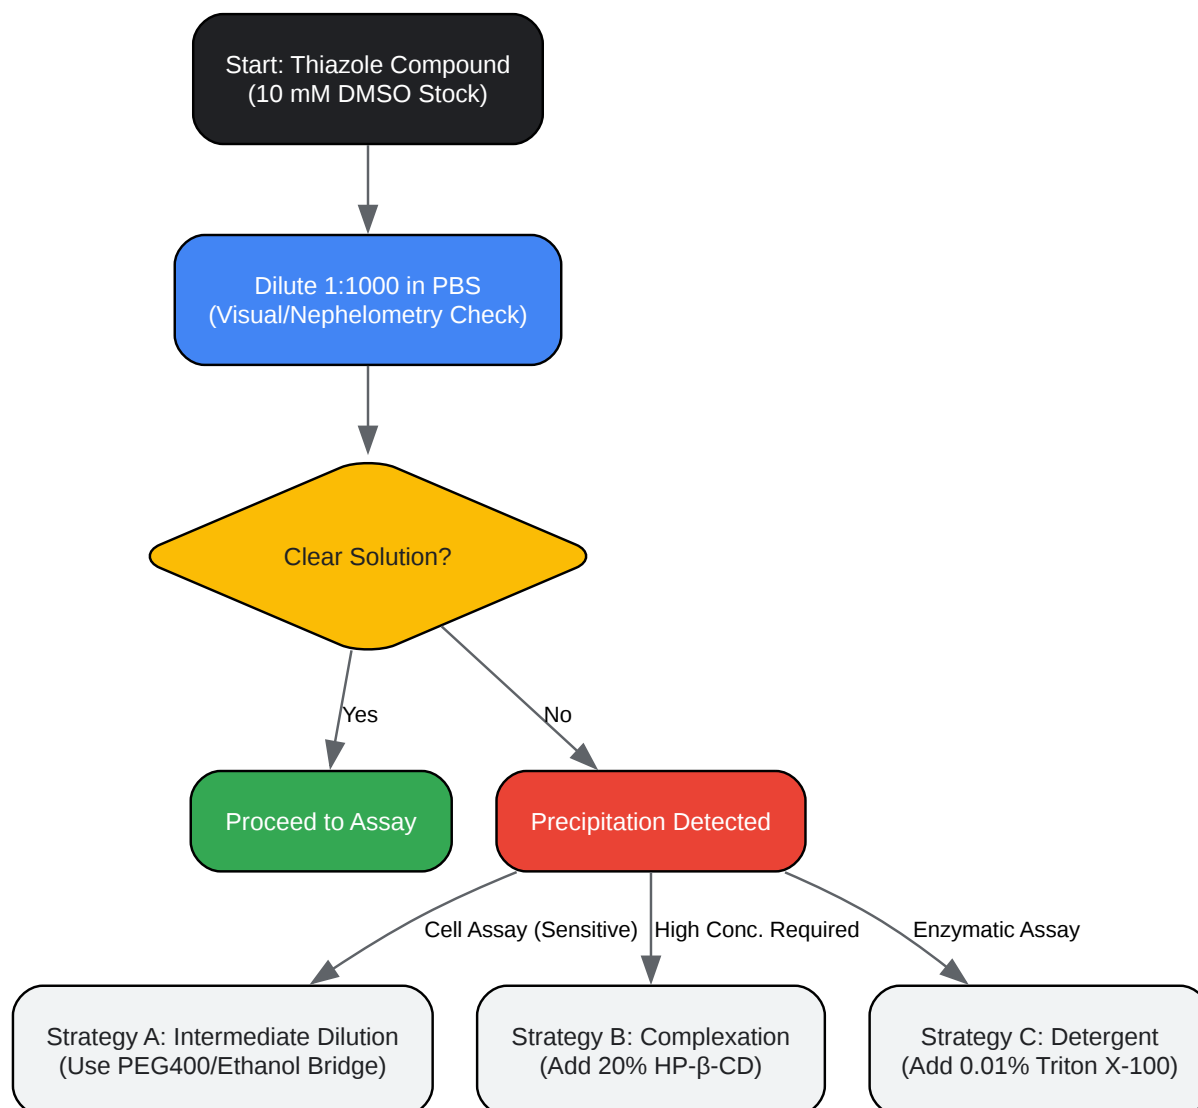 Start: Thiazole Compound
(10 mM DMSO Stock)
Dilute 1:1000 in PBS
(Visual/Nephelometry Check)
Clear Solution?
Yes
No
Proceed to Assay
Precipitation Detected
Cell Assay (Sensitive)
High Conc. Required
Enzymatic Assay
Strategy A: Intermediate Dilution
(Use PEG400/Ethanol Bridge)
Strategy B: Complexation
(Add 20% HP-β-CD)
Strategy C: Detergent
(Add 0.01% Triton X-100)